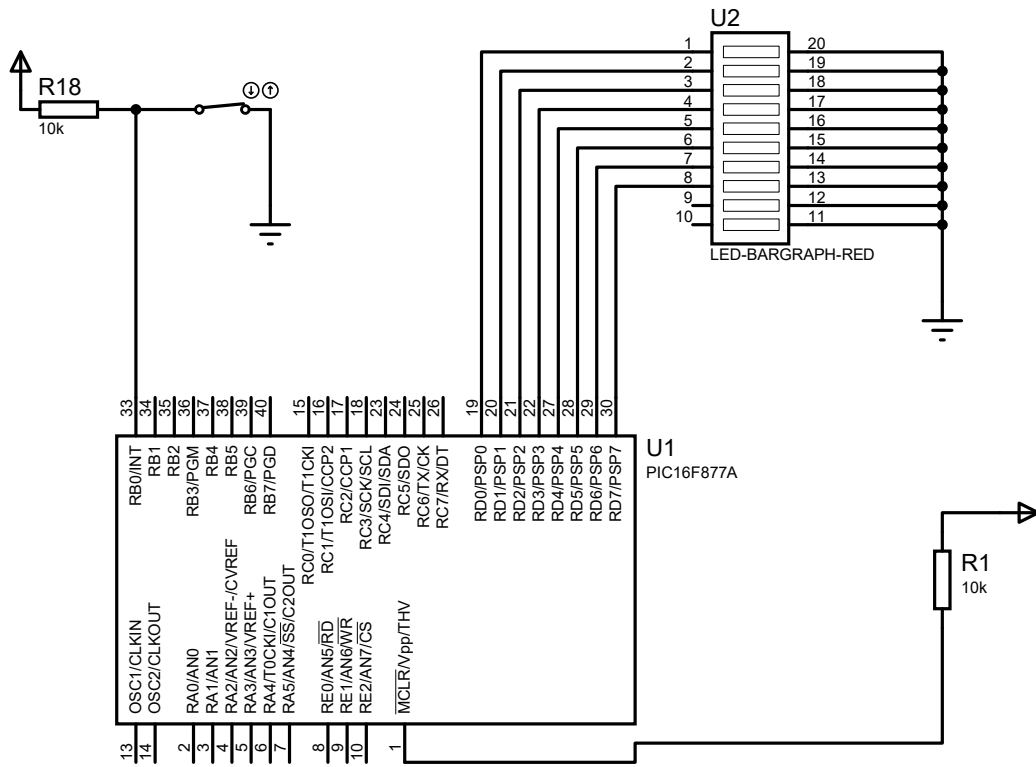 U2
1
20
2
19
3
18
4
17
5
16
6
15
7
14
8
13
9
12
10
11
LED-BARGRAPH-RED
R18
10k
33
34
35
36
37
38
39
40
15
16
17
18
23
24
25
26
19
20
21
22
27
28
29
30
RB0/INT
RB1
RB2
RB3/PGM
RB4
RB5
RB6/PGC
RB7/PGD
RC0/T1OSO/T1CKI
RC1/T1OSI/CCP2
RC2/CCP1
RC3/SCK/SCL
RC4/SDI/SDA
RC5/SDO
RC6/TX/CK
RC7/RX/DT
RD0/PSP0
RD1/PSP1
RD2/PSP2
RD3/PSP3
RD4/PSP4
RD5/PSP5
RD6/PSP6
RD7/PSP7
U1
PIC16F877A
OSC1/CLKIN
OSC2/CLKOUT
RA0/AN0
RA1/AN1
RA2/AN2/VREF-/CVREF
RA3/AN3/VREF+
RA4/T0CKI/C1OUT
RA5/AN4/SS/C2OUT
RE0/AN5/RD
RE1/AN6/WR
RE2/AN7/CS
MCLR/Vpp/THV
13
14
2
3
4
5
6
7
8
9
10
1
R1
10k